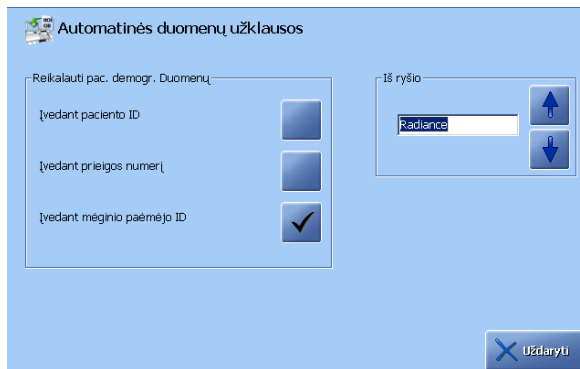 Automatinės duomenų užklausos
Reikalauti pac. demogr. Duomenų
Iš ryšio
Įvedant paciento ID
Radiance
Įvedant prieigos numerį
Įvedant mėginio paėmėjo ID
Uždaryti